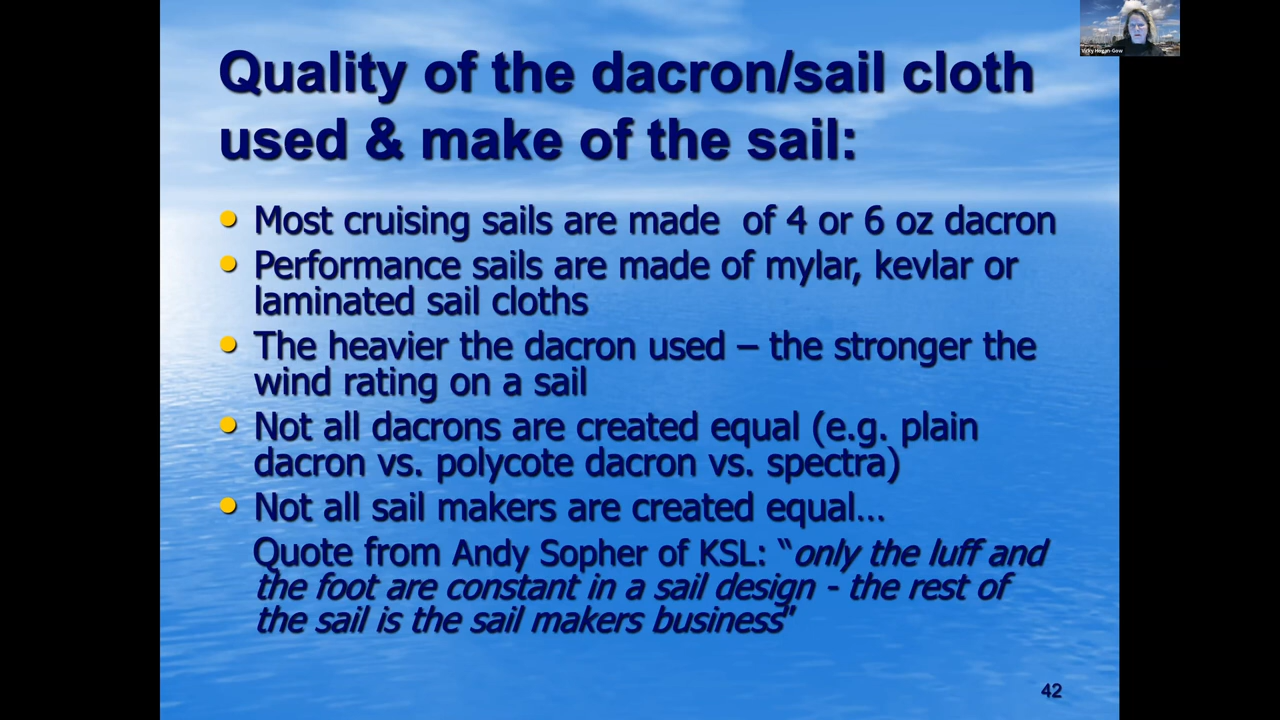 Quality of the dacron/sail cloth
used & make of the sail:
• Most cruising sails are made  of 4 or 6 oz dacron
• Performance sails are made of mylar, kevlar or
laminated sail cloths
• The heavier the dacron used – the stronger the
wind rating on a sail
• Not all dacrons are created equal (e.g. plain
dacron vs. polycote dacron vs. spectra)
• Not all sail makers are created equal…
Quote from Andy Sopher of KSL: “only the luff and
the foot are constant in a sail design - the rest of
the sail is the sail makers business"
42
Vicky Hogan-Gow